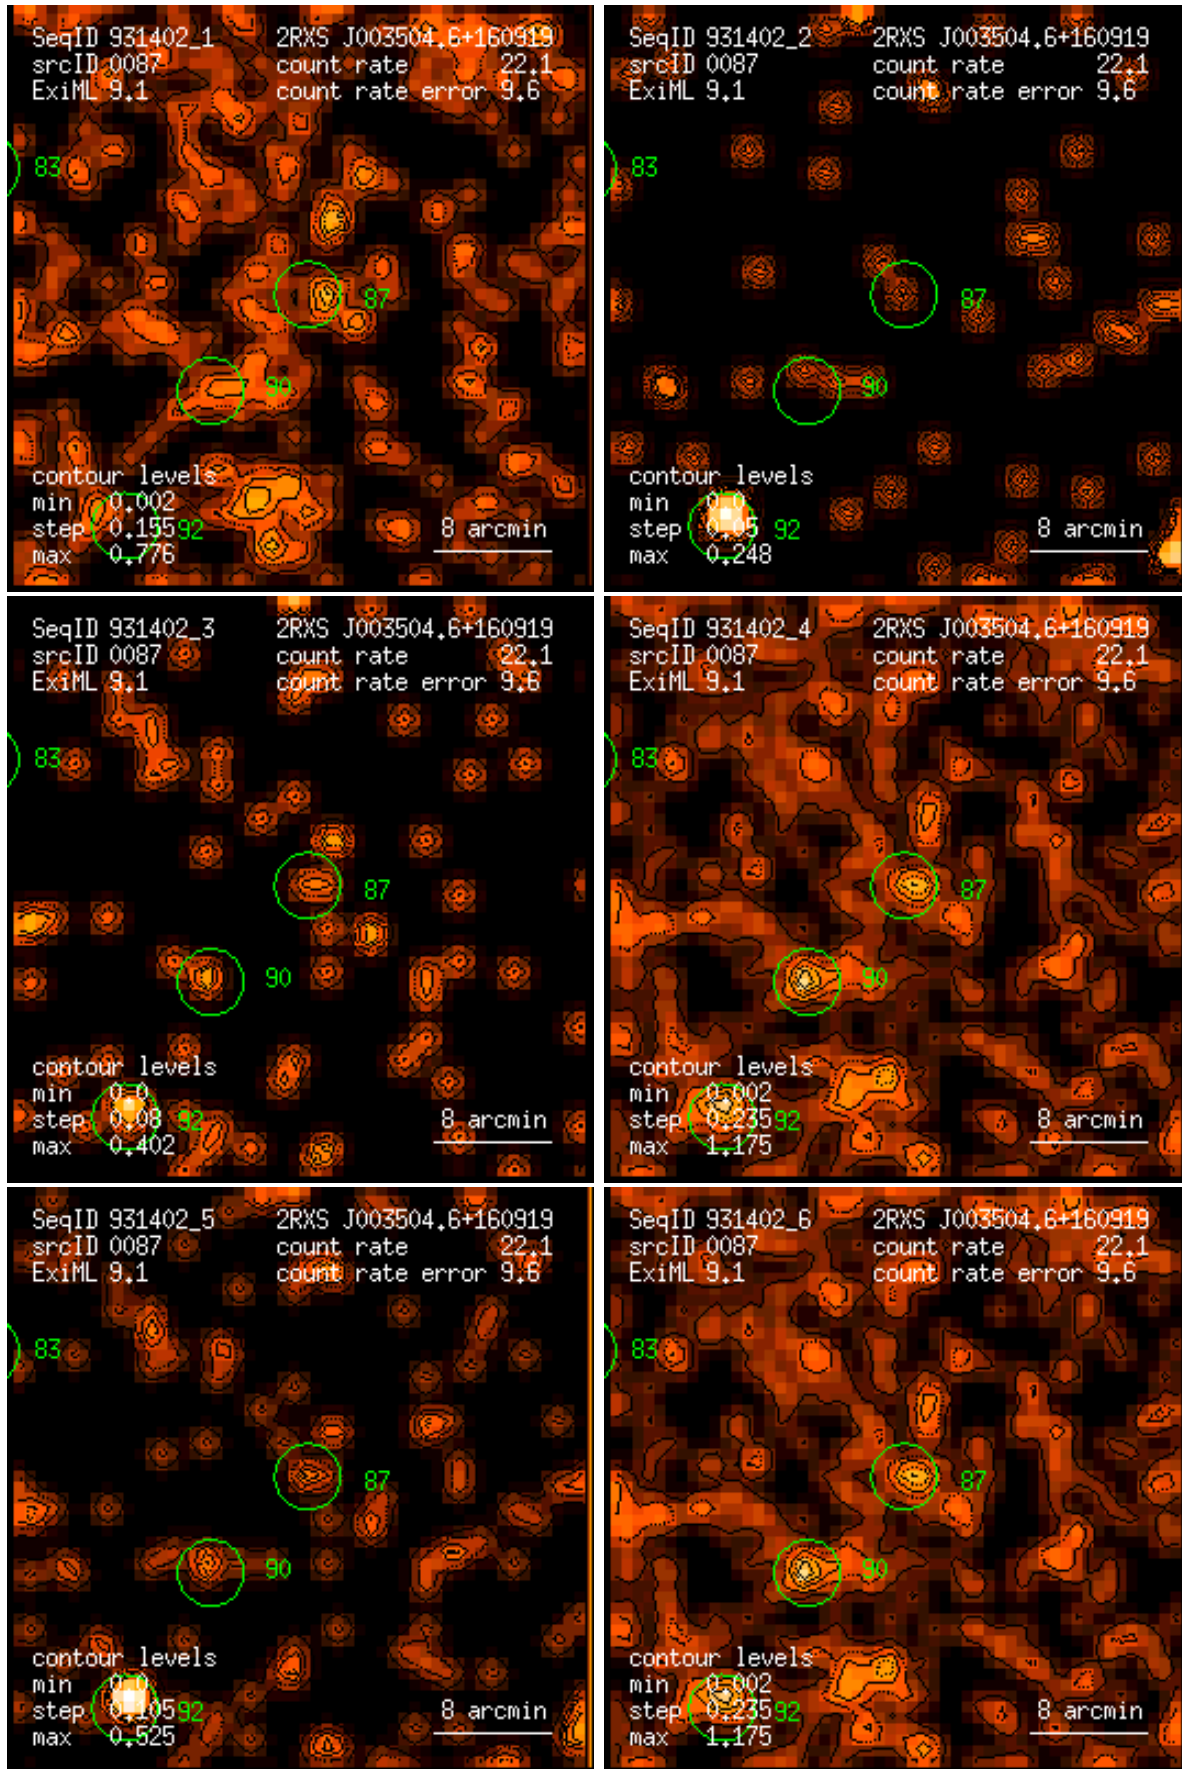 SeqID 931402_1 2RXS J003504.6+160919
srcID 0087 count rate 22.1
ExiML 9.1 count rate error 9.6
83
87
90
contour levels
min 0.002
step 0.155 92 8 arcmin
max 0.776
SeqID 931402_2 2RXS J003504.6+160919
srcID 0087 count rate 22.1
ExiML 9.1 count rate error 9.6
83
87
90
contour levels
min 0.0
step 0.05 92 8 arcmin
max 0.248
SeqID 931402_3 2RXS J003504.6+160919
srcID 0087 count rate 22.1
ExiML 9.1 count rate error 9.6
83
87
90
contour levels
min 0.0
step 0.08 92 8 arcmin
max 0.402
SeqID 931402_4 2RXS J003504.6+160919
srcID 0087 count rate 22.1
ExiML 9.1 count rate error 9.6
83
87
90
contour levels
min 0.002
step 0.235 92 8 arcmin
max 1.175
SeqID 931402_5 2RXS J003504.6+160919
srcID 0087 count rate 22.1
ExiML 9.1 count rate error 9.6
83
87
90
contour levels
min 0.0
step 0.105 92 8 arcmin
max 0.525
SeqID 931402_6 2RXS J003504.6+160919
srcID 0087 count rate 22.1
ExiML 9.1 count rate error 9.6
83
87
90
contour levels
min 0.002
step 0.235 92 8 arcmin
max 1.175